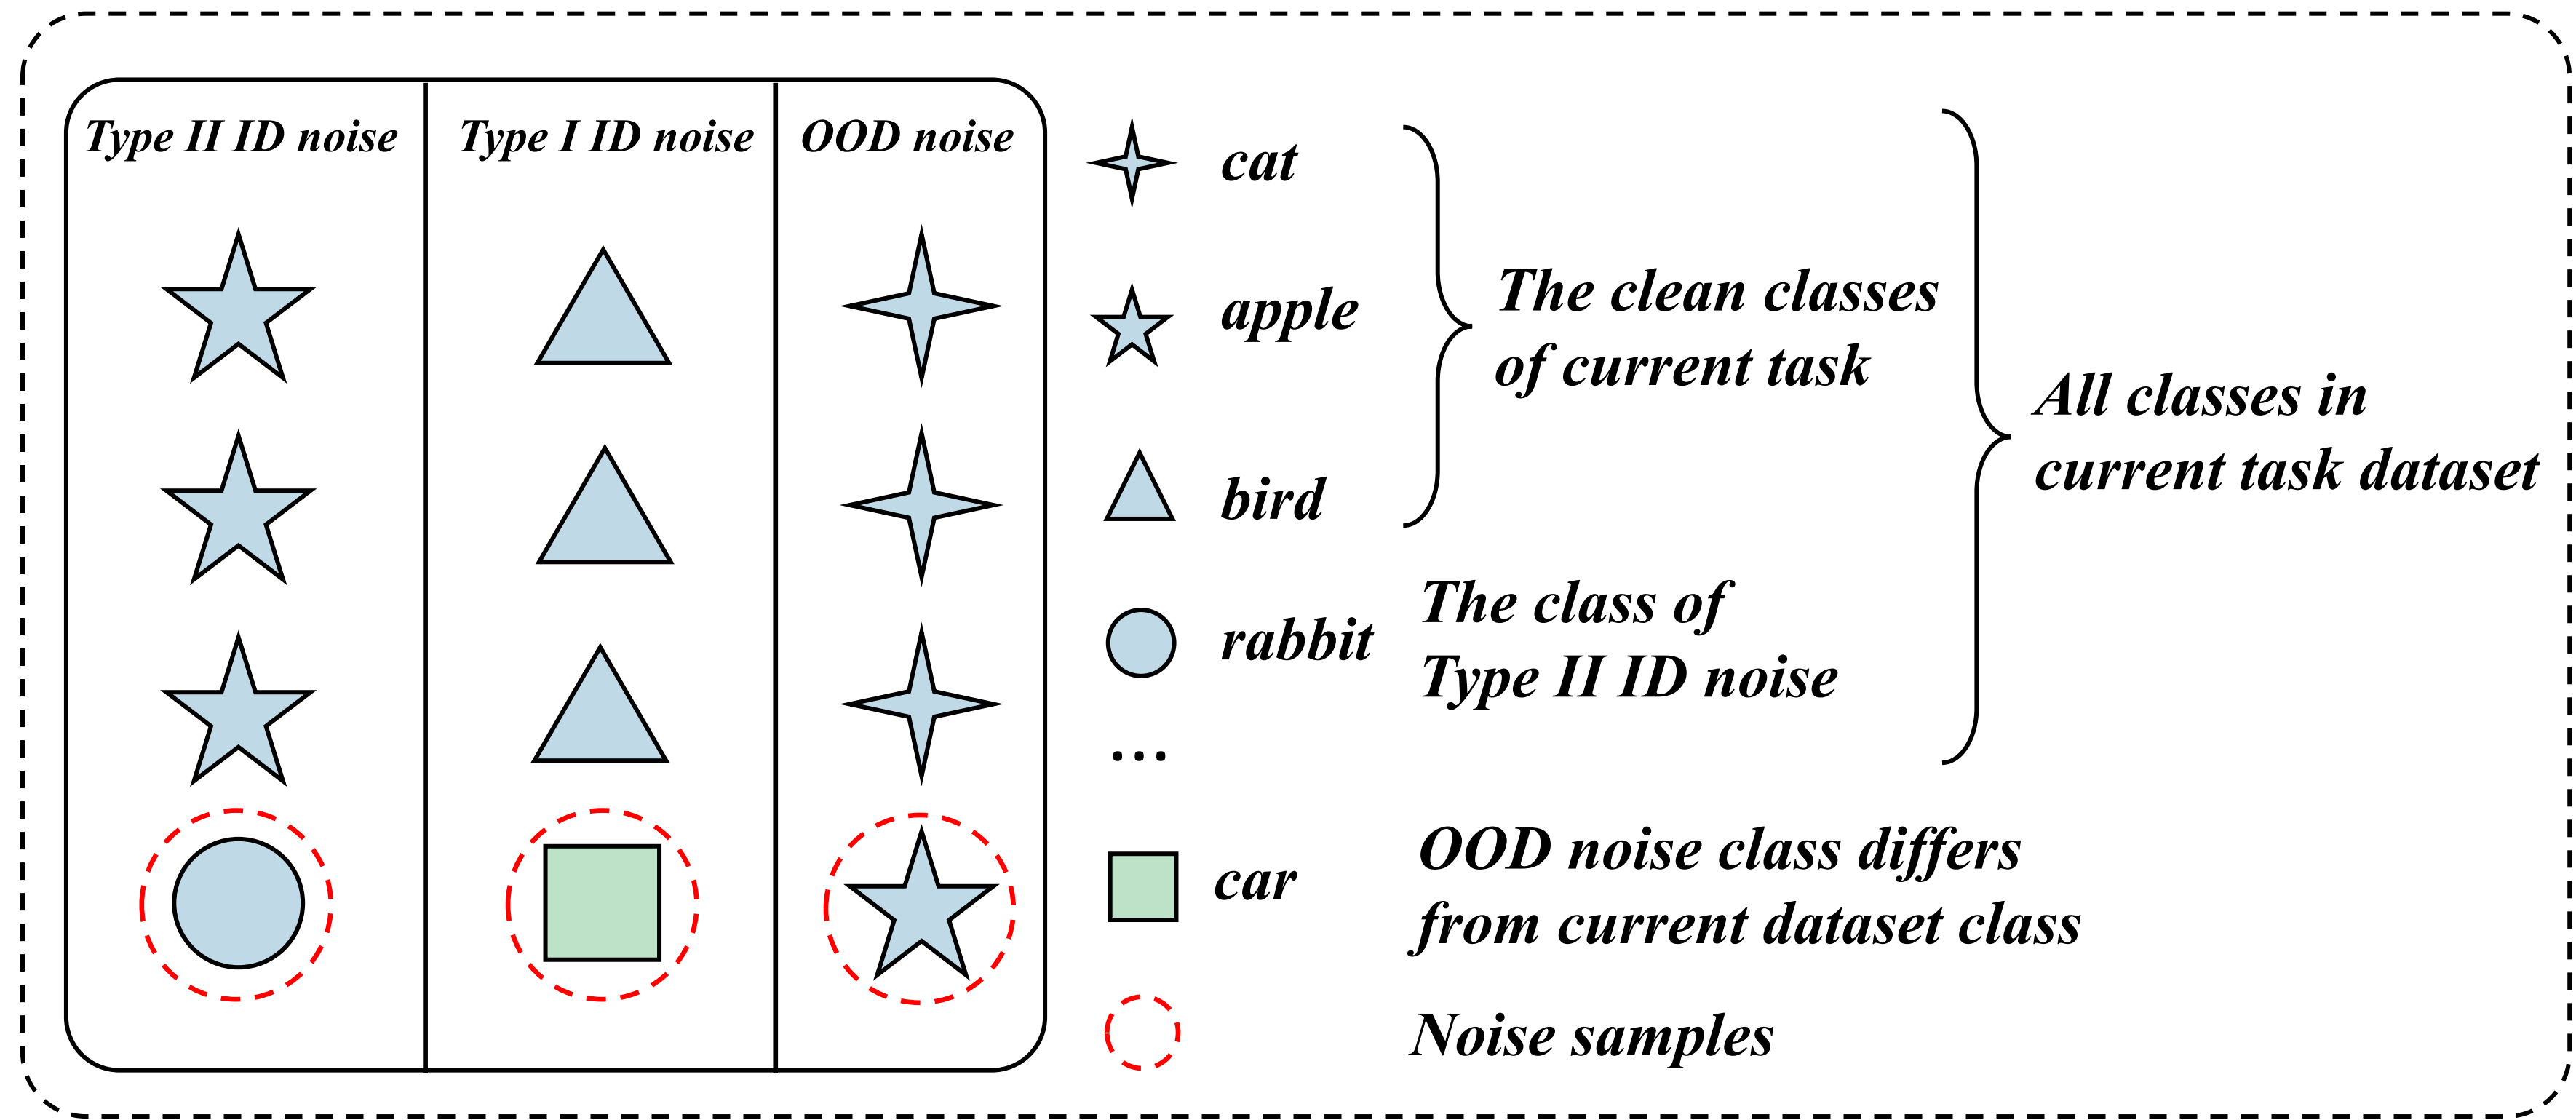 Type II ID noise
Type I ID noise
OOD noise
cat
apple
bird
The clean classes
of current task
All classes in
current task dataset
rabbit
The class of
Type II ID noise
...
car
OOD noise class differs
from current dataset class
Noise samples